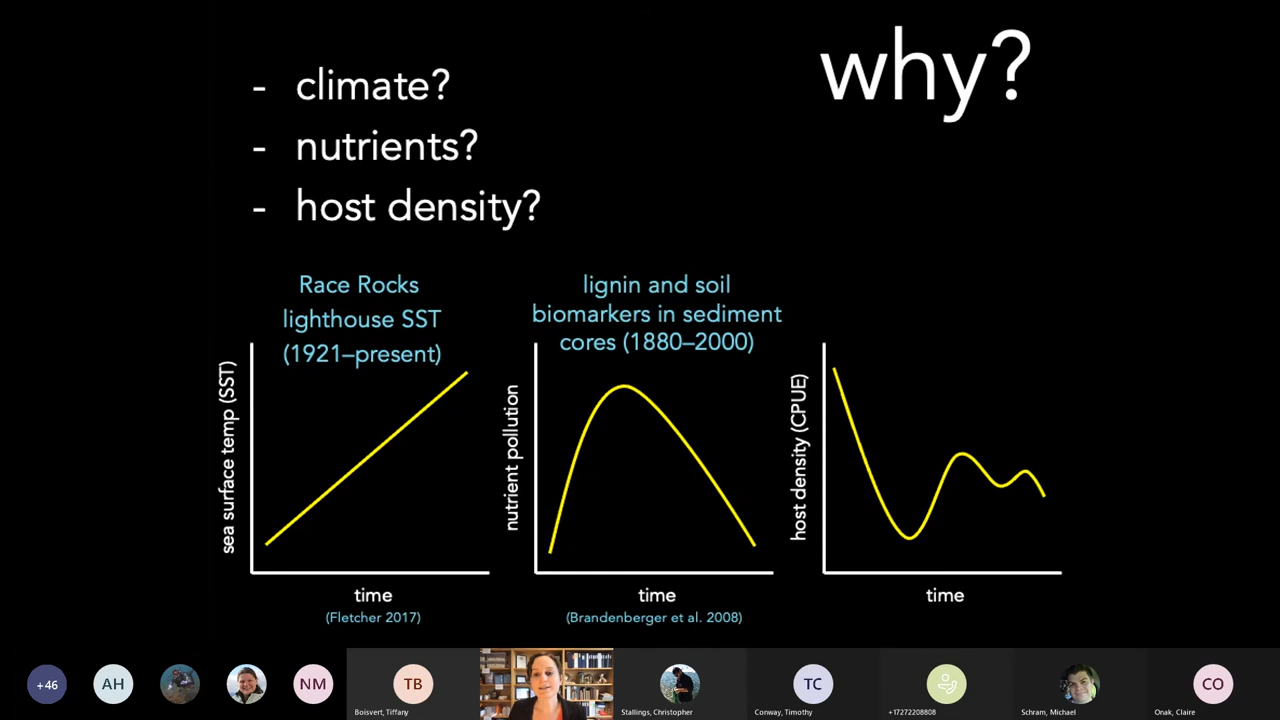 why?
- climate?
- nutrients?
- host density?
Race Rocks
lighthouse SST
(1921–present)
lignin and soil
biomarkers in sediment
cores (1880–2000)
sea surface temp (SST)
nutrient pollution
host density (CPUE)
time
time
time
(Fletcher 2017)
(Brandenberger et al. 2008)
+46
AH
NM
TB
TC
CO
Boisvert, Tiffany
Stallings, Christopher
Conway, Timothy
+17272208808
Schram, Michael
Onak, Claire